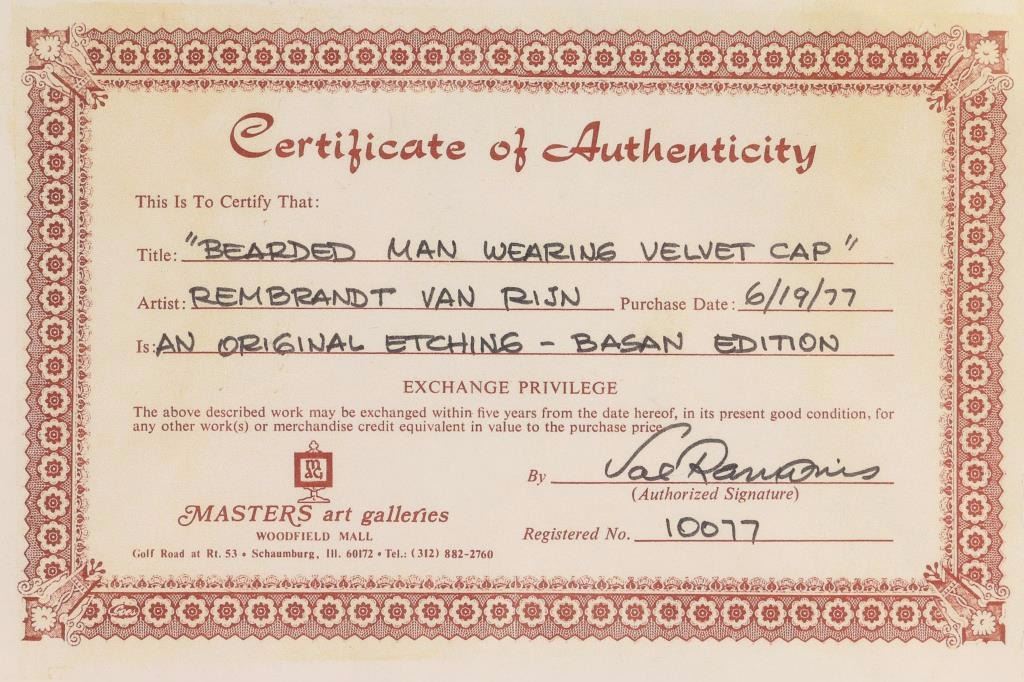 Certificate of Authenticity
This Is To Certify That:
Title: "BEARDED MAN WEARING VELVET CAP"
Artist: REMBRANDT VAN RIJN Purchase Date: 6/19/77
Is: AN ORIGINAL ETCHING - BASAN EDITION
EXCHANGE PRIVILEGE
The above described work may be exchanged within five years from the date hereof, in its present good condition, for
any other work(s) or merchandise credit equivalent in value to the purchase price.
By
(Authorized Signature)
MAG
MASTERS art galleries
WOODFIELD MALL
Golf Road at Rt. 53 • Schaumburg, Ill. 60172 • Tel.: (312) 882-2760
Registered No. 10077
Goes